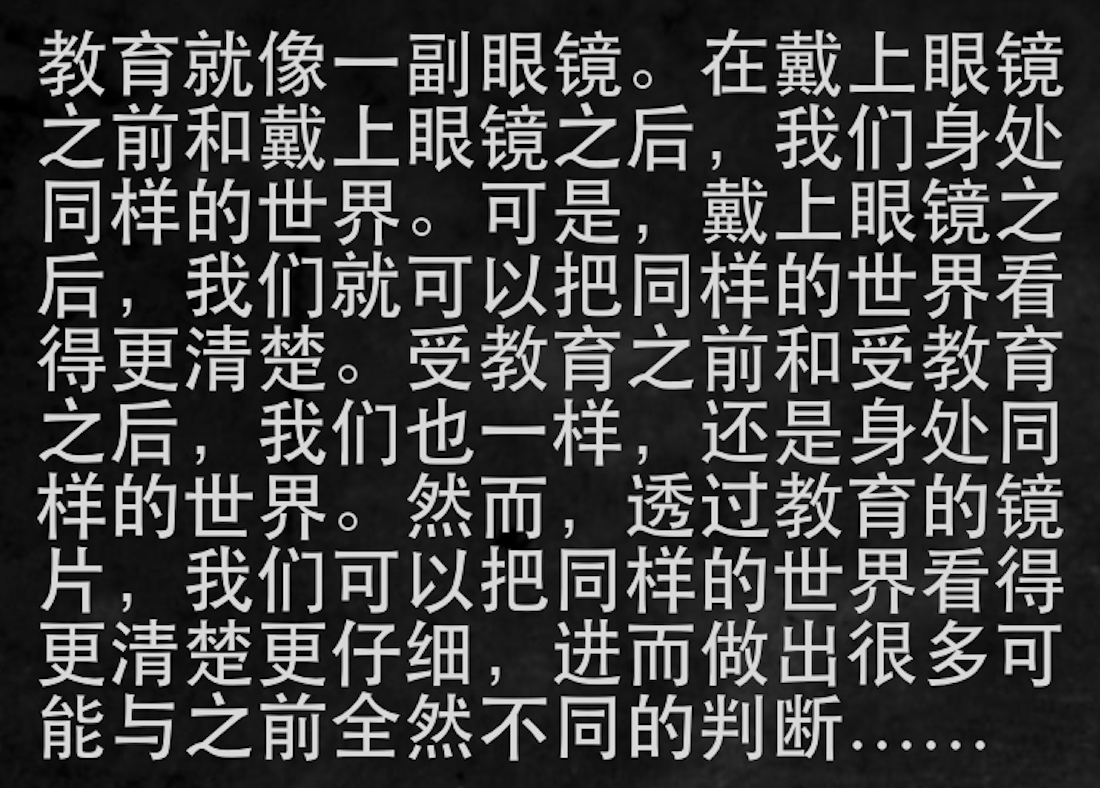 教育就像一副眼镜。在戴上眼镜
之前和戴上眼镜之后，我们身处
同样的世界。可是，戴上眼镜之
后，我们就可以把同样的世界看
得更清楚。受教育之前和受教育
之后，我们也一样，还是身处同
样的世界。然而，透过教育的镜
片，我们可以把同样的世界看得
更清楚更仔细，进而做出很多可
能与之前全然不同的判断……